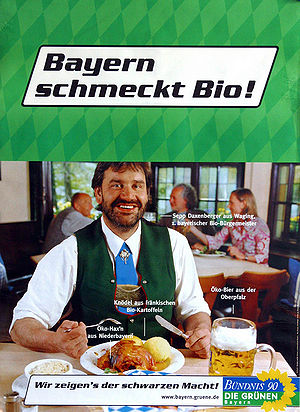 Bayern
schmeckt Bio!
Sepp Daxenberger aus Waging,
1. bayerischer Bio-Bürgermeister
Öko-Bier aus der
Oberpfalz
Knödel aus fränkischen
Bio-Kartoffeln
Öko-Hax'n
aus Niederbayern
Wir zeigen's der schwarzen Macht!
www.bayern.gruene.de
BÜNDNIS 90
DIE GRÜNEN
Bayern